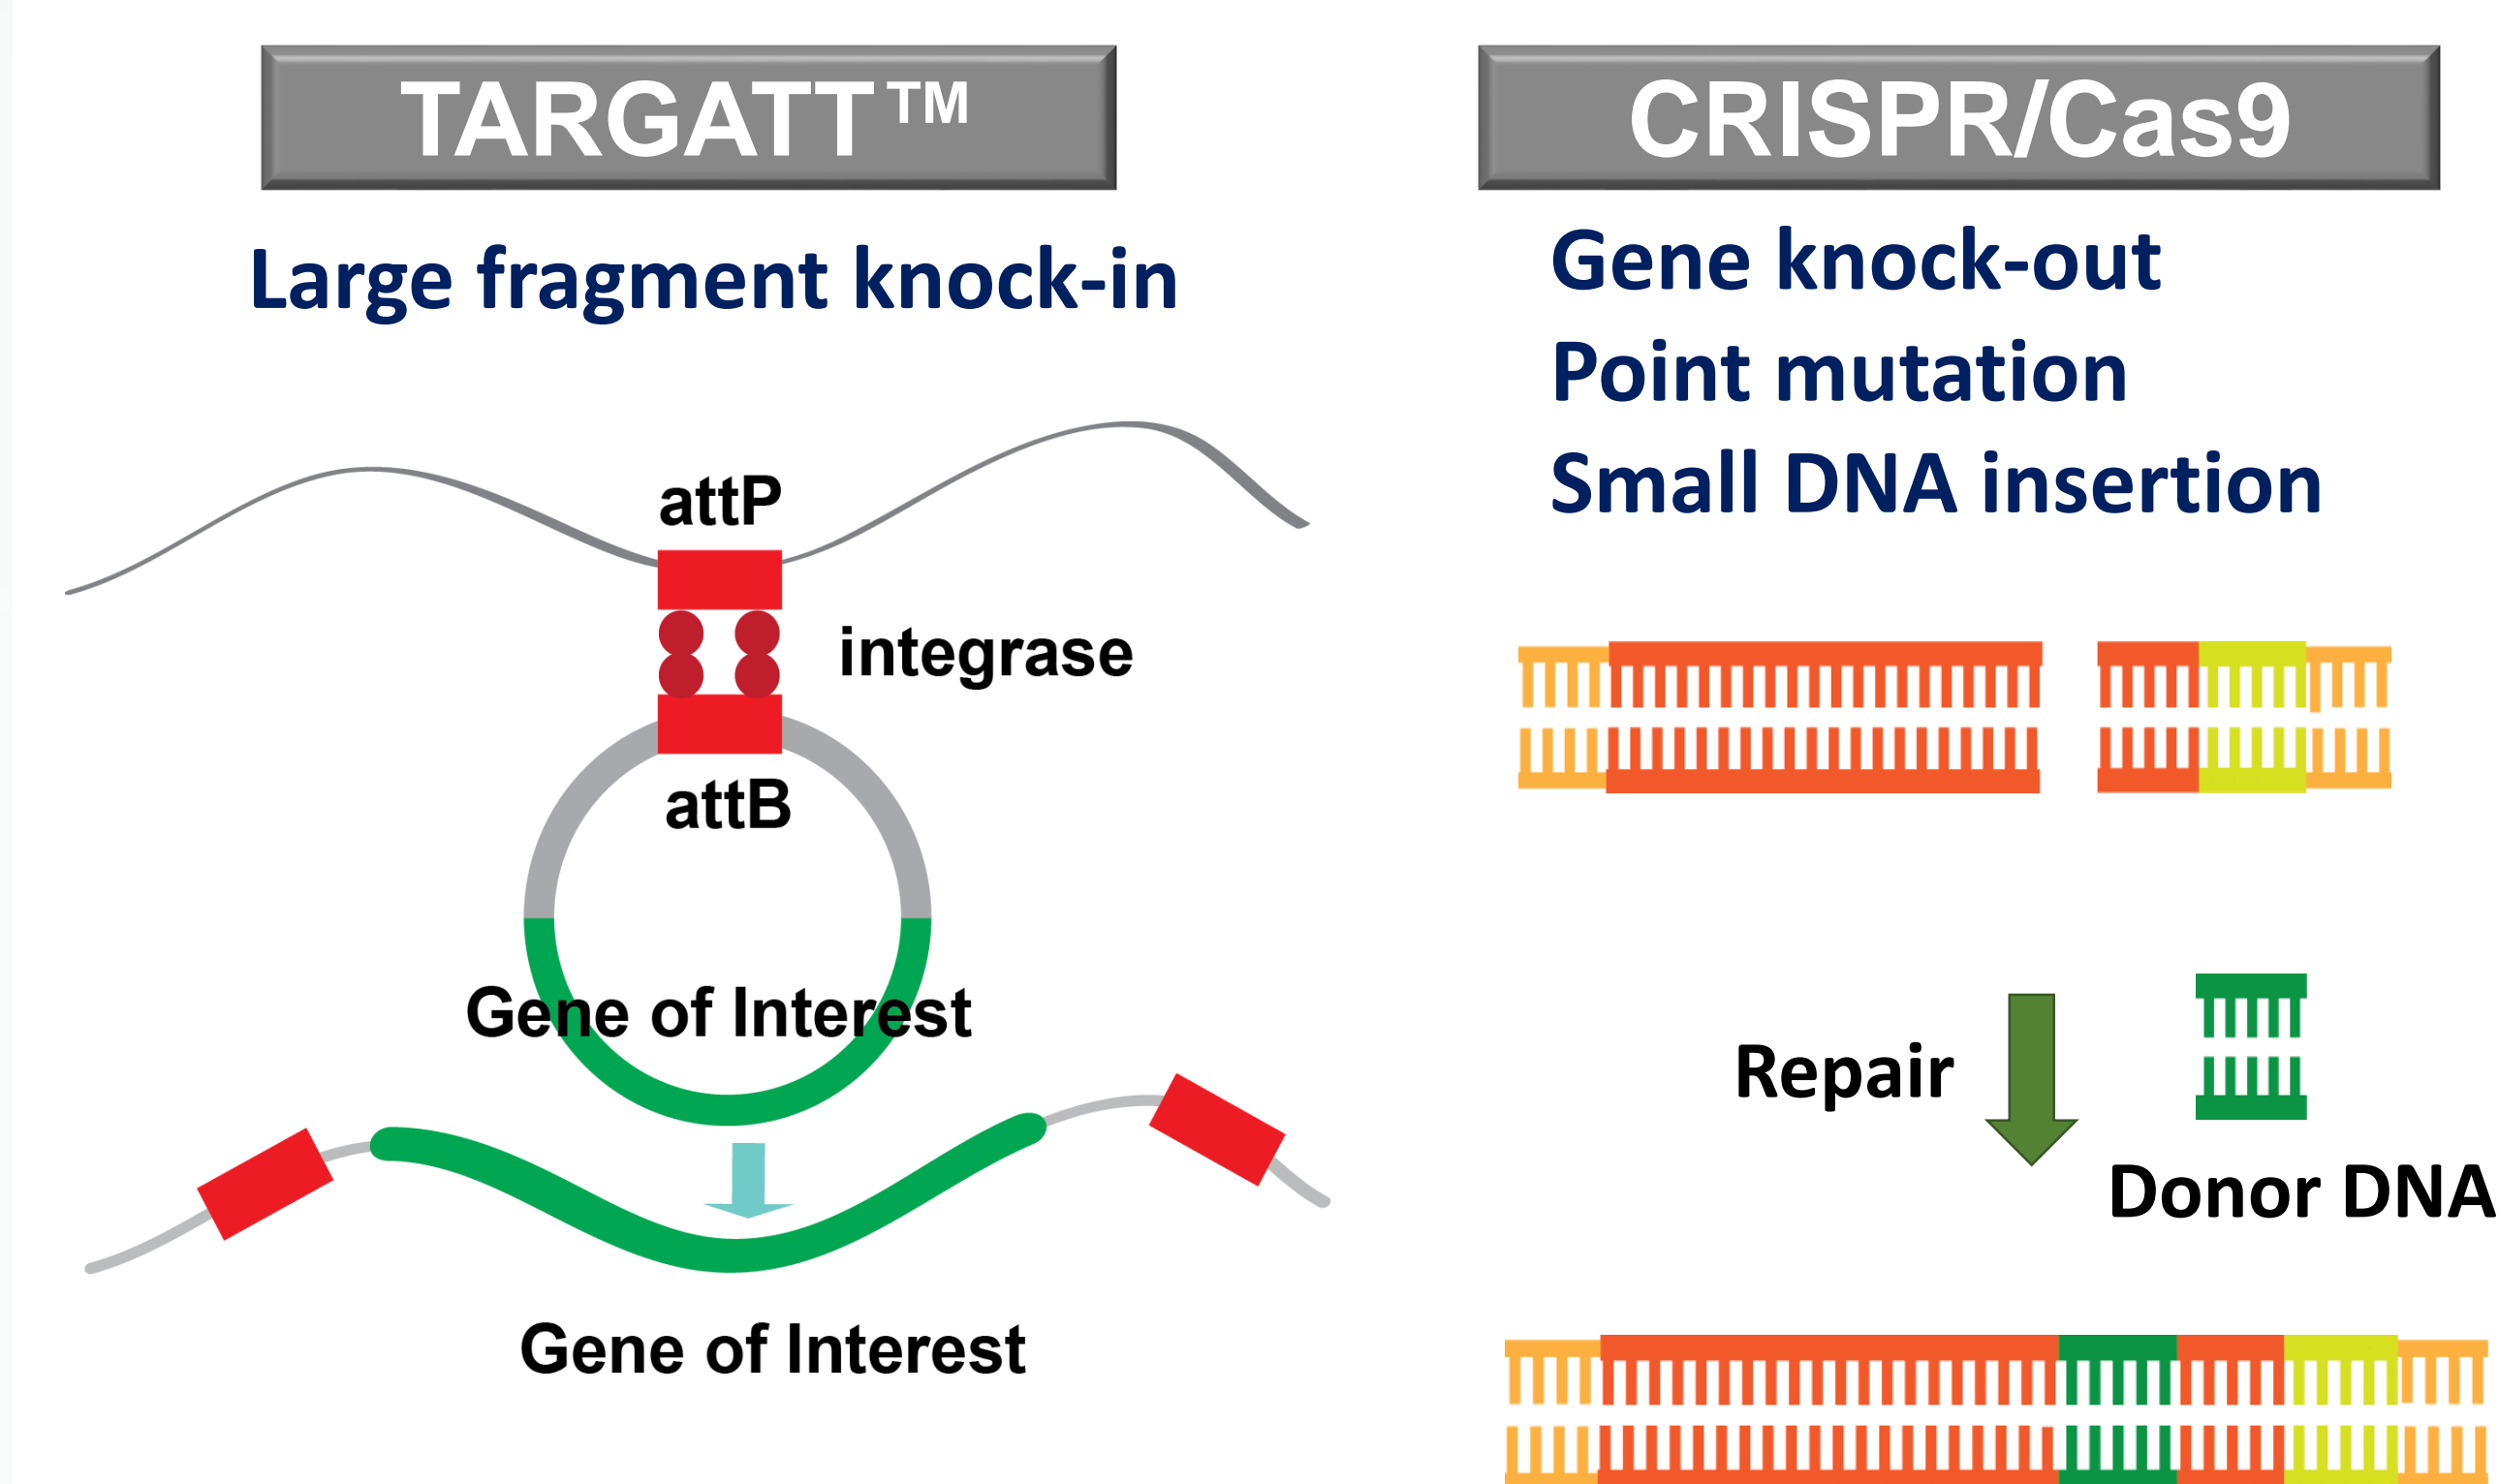 TARGATT™
Large fragment knock-in
attP
integrase
attB
Gene of Interest
Gene of Interest
CRISPR/Cas9
Gene knock-out
Point mutation
Small DNA insertion
Repair
Donor DNA